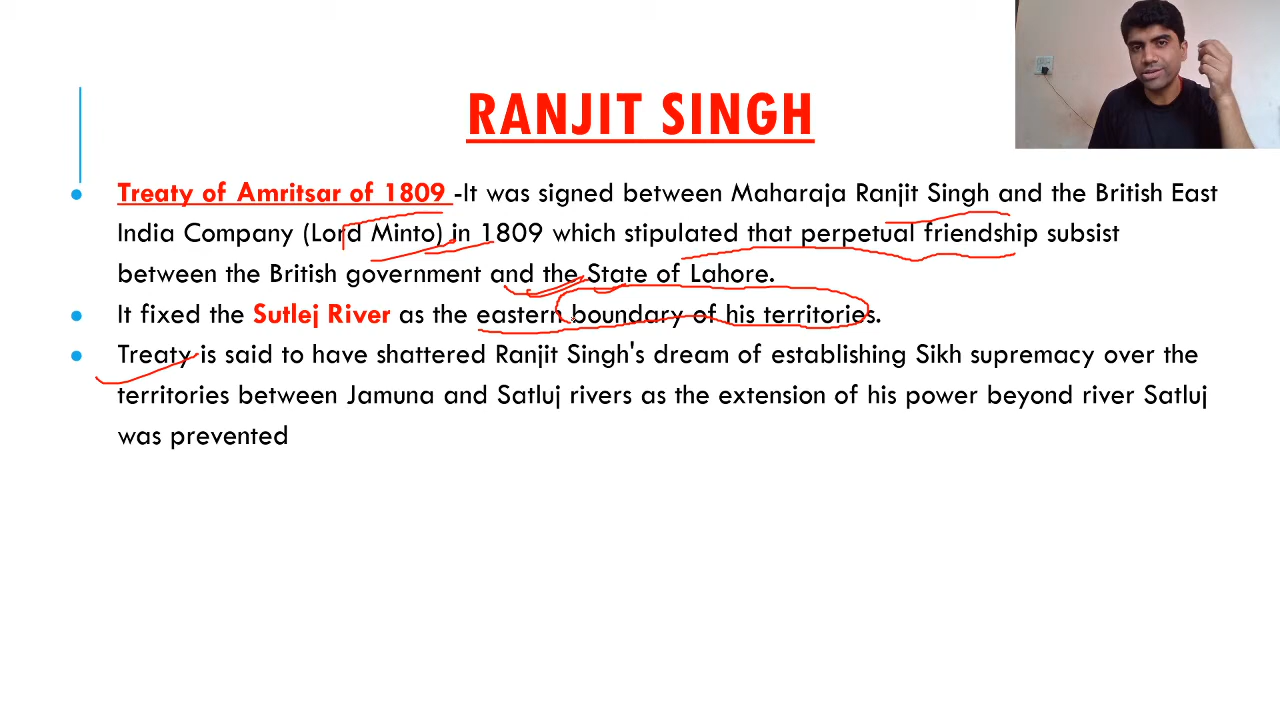 RANJIT SINGH
Treaty of Amritsar of 1809 -It was signed between Maharaja Ranjit Singh and the British East
India Company (Lord Minto) in 1809 which stipulated that perpetual friendship subsist
between the British government and the State of Lahore.
It fixed the Sutlej River as the eastern boundary of his territories.
Treaty is said to have shattered Ranjit Singh's dream of establishing Sikh supremacy over the
territories between Jamuna and Satluj rivers as the extension of his power beyond river Satluj
was prevented